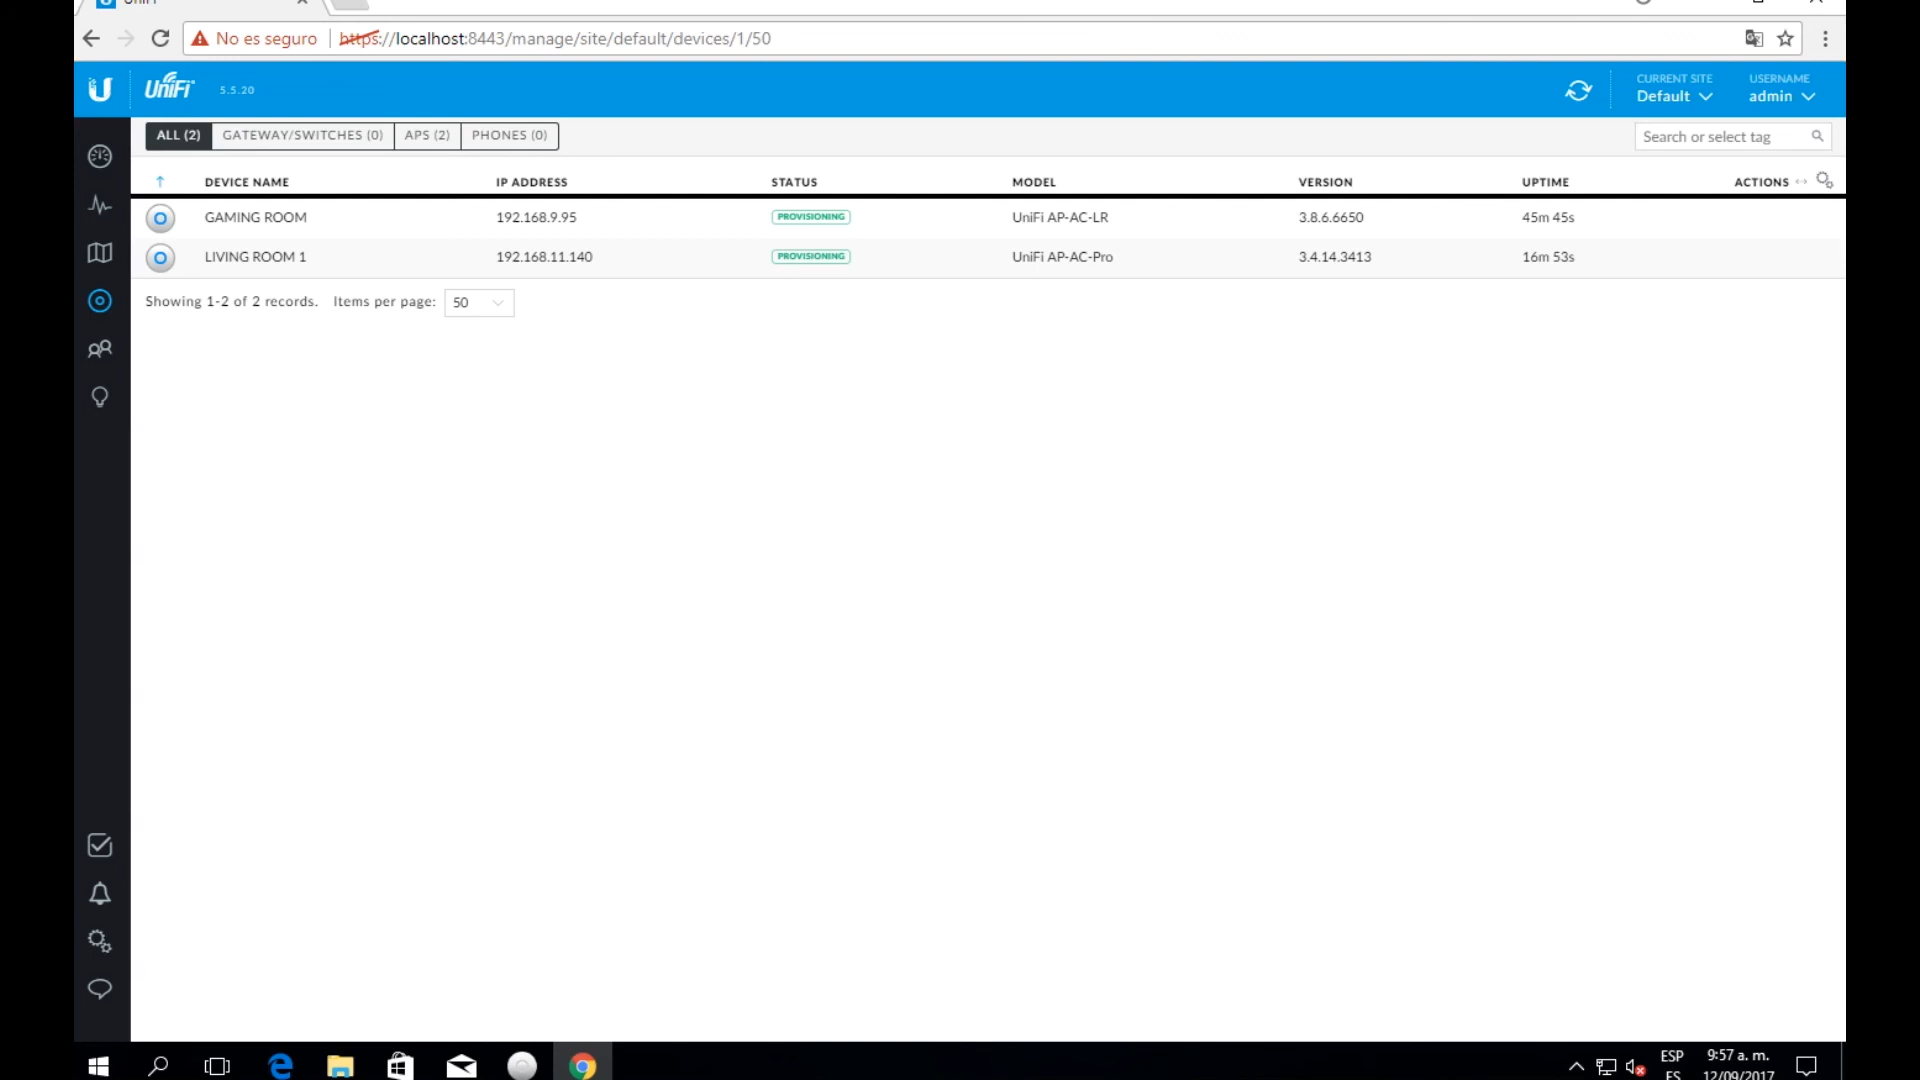 UniFi
No es seguro https://localhost:8443/manage/site/default/devices/1/50
UniFi 5.5.20 CURRENT SITE USERNAME
Default admin
ALL (2) GATEWAY/SWITCHES (0) APS (2) PHONES (0) Search or select tag
DEVICE NAME IP ADDRESS STATUS MODEL VERSION UPTIME ACTIONS
GAMING ROOM 192.168.9.95 PROVISIONING UniFi AP-AC-LR 3.8.6.6650 45m 45s
LIVING ROOM 1 192.168.11.140 PROVISIONING UniFi AP-AC-Pro 3.4.14.3413 16m 53s
Showing 1-2 of 2 records. Items per page: 50
ESP 9:57 a. m.
ES 12/09/2017